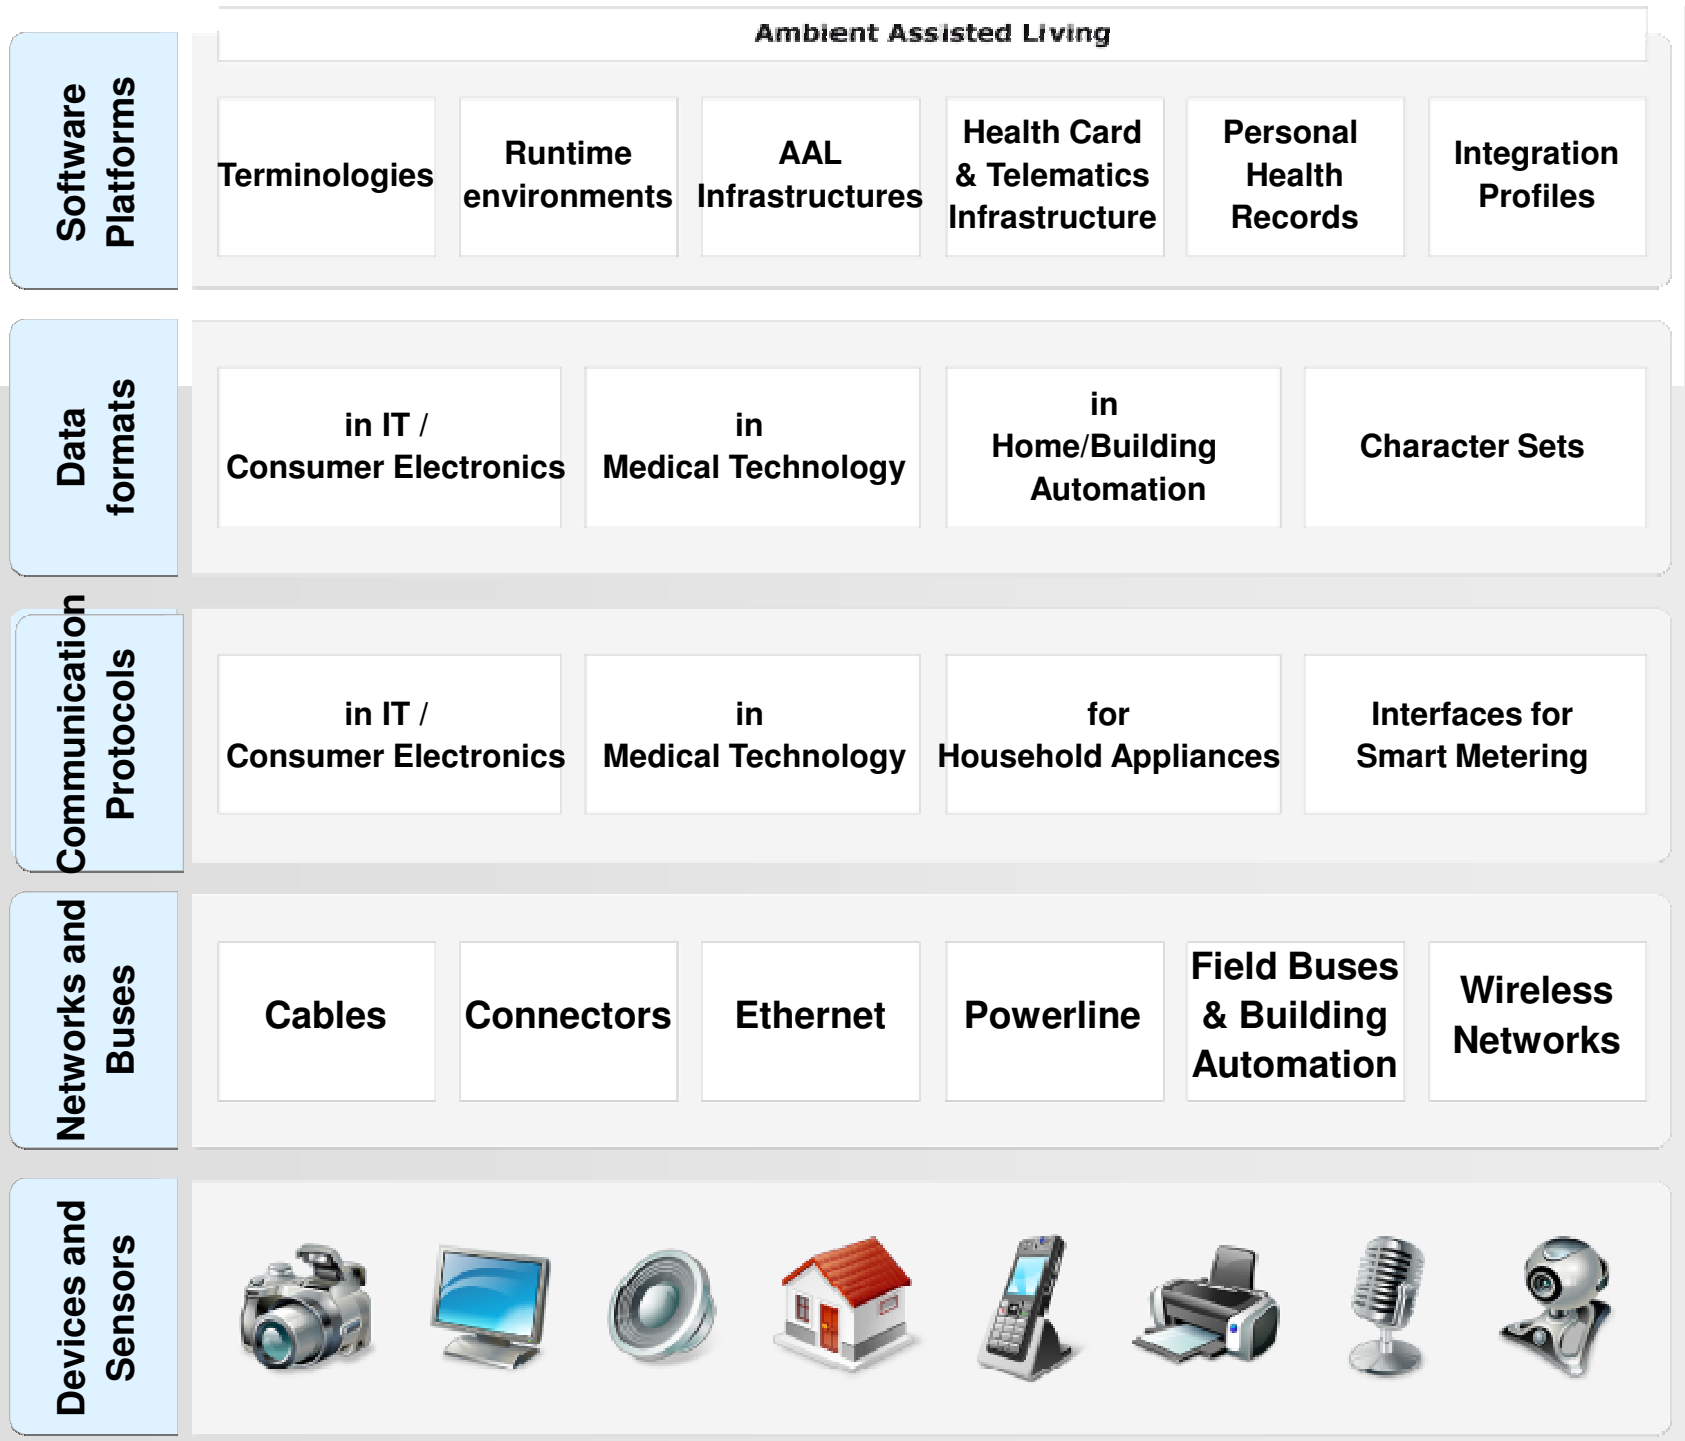 Ambient Assisted Living
Software
Platforms
Terminologies
Runtime
environments
AAL
Infrastructures
Health Card
& Telematics
Infrastructure
Personal
Health
Records
Integration
Profiles
Data
formats
in IT /
Consumer Electronics
in
Medical Technology
in
Home/Building
Automation
Character Sets
Communication
Protocols
in IT /
Consumer Electronics
in
Medical Technology
for
Household Appliances
Interfaces for
Smart Metering
Networks and
Buses
Cables
Connectors
Ethernet
Powerline
Field Buses
& Building
Automation
Wireless
Networks
Devices and
Sensors